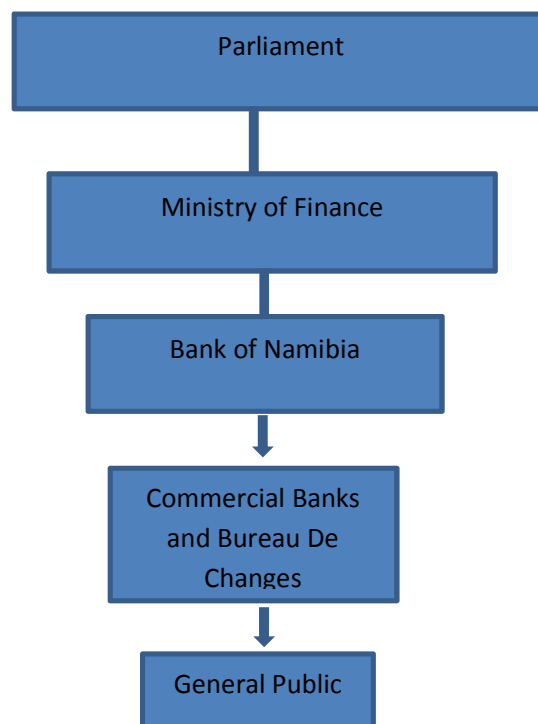 Parliament
Ministry of Finance
Bank of Namibia
Commercial Banks
and Bureau De
Changes
General Public